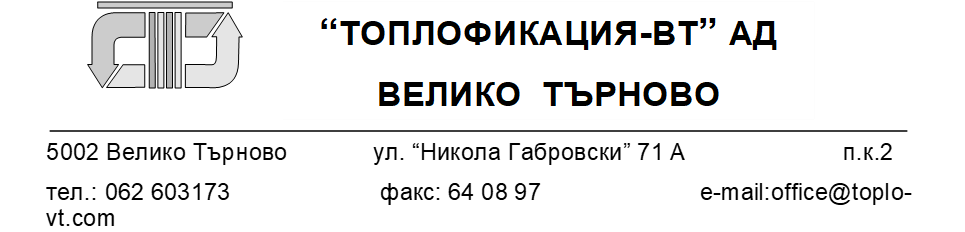 “ТОПЛОФИКАЦИЯ-ВТ” АД
ВЕЛИКО ТЪРНОВО
5002 Велико Търново ул. “Никола Габровски” 71 А п.к.2
тел.: 062 603173 факс: 64 08 97 e-mail:office@toplo-
vt.com